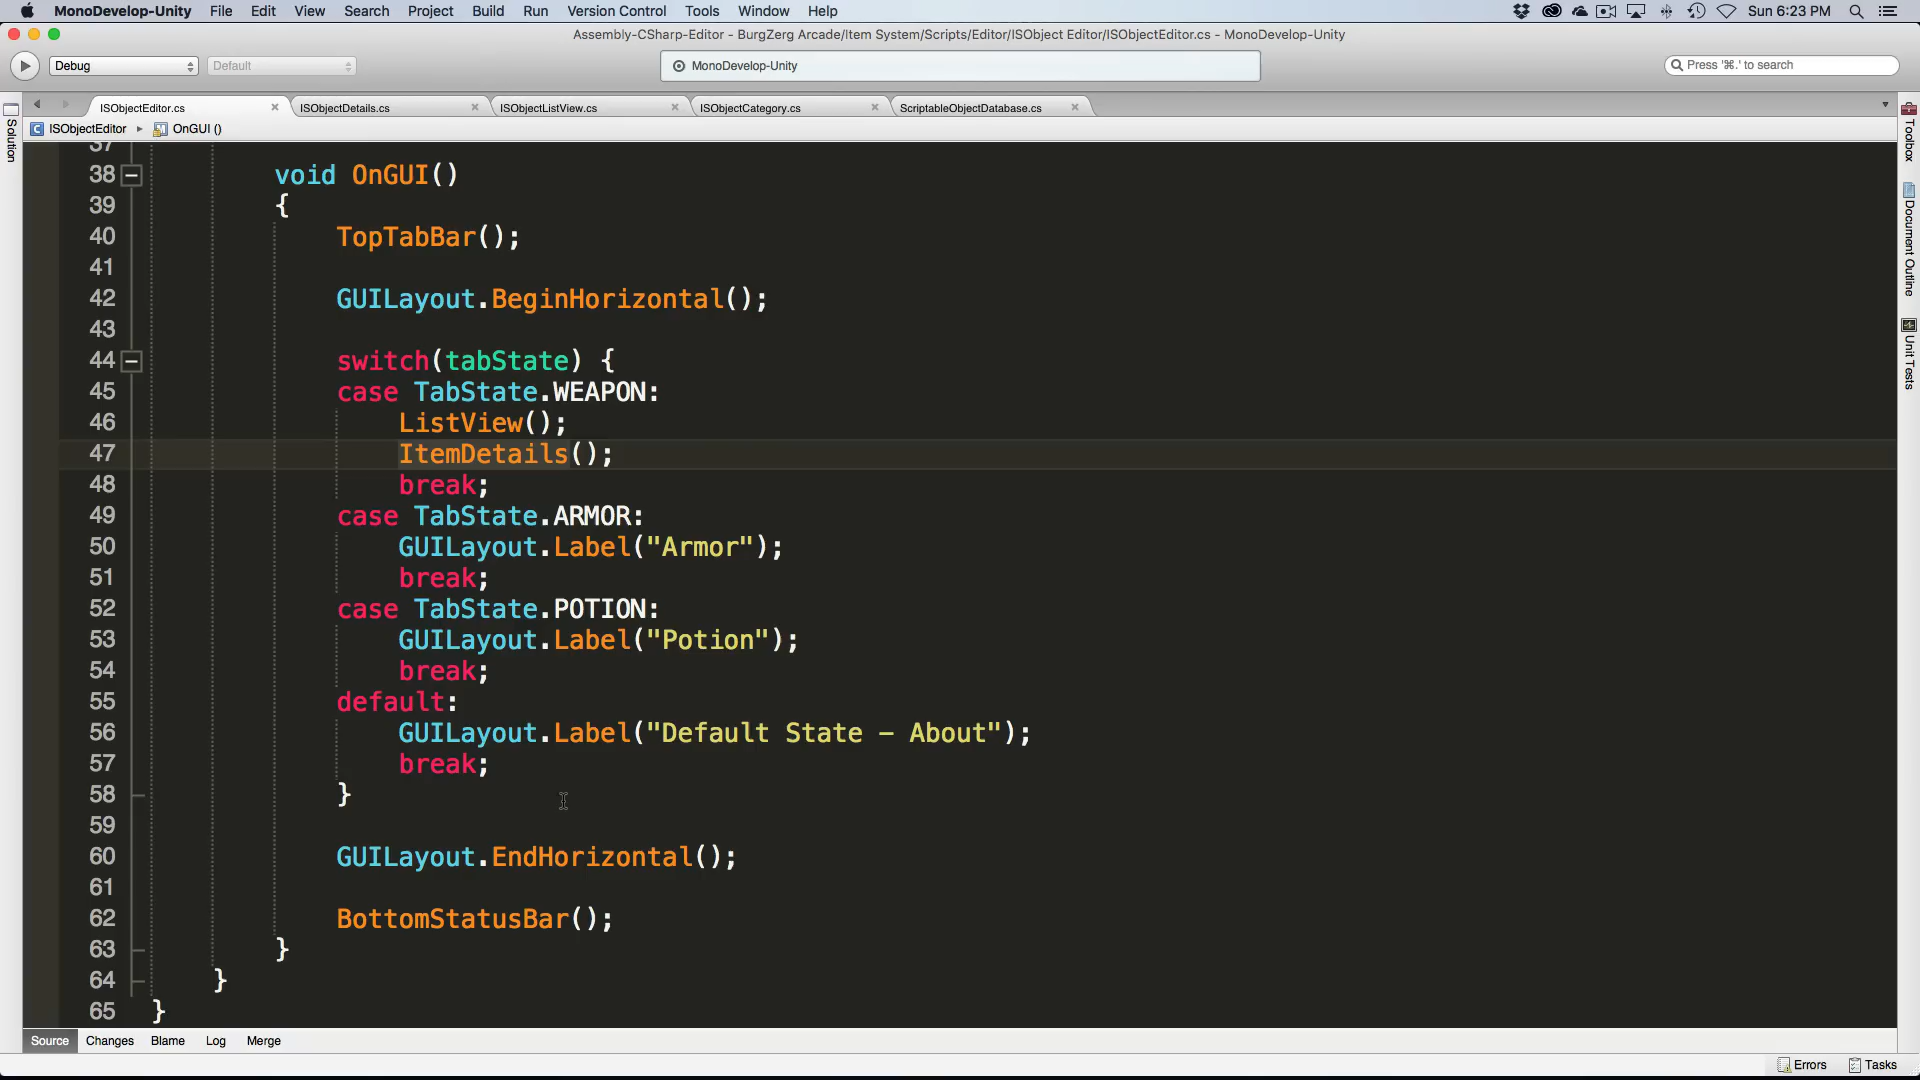 MonoDevelop-Unity File Edit View Search Project Build Run Version Control Tools Window Help Sun 6:23 PM
Assembly-CSharp-Editor - BurgZerg Arcade/Item System/Scripts/Editor/ISObject Editor/ISObjectEditor.cs - MonoDevelop-Unity
Debug Default MonoDevelop-Unity Press '⌘.' to search
ISObjectEditor.cs ISObjectDetails.cs ISObjectListView.cs ISObjectCategory.cs ScriptableObjectDatabase.cs
ISObjectEditor OnGUI ()
Solution
Toolbox
Document Outline
Unit Tests
37
38 void OnGUI()
39 {
40 TopTabBar();
41
42 GUILayout.BeginHorizontal();
43
44 switch(tabState) {
45 case TabState.WEAPON:
46 ListView();
47 ItemDetails();
48 break;
49 case TabState.ARMOR:
50 GUILayout.Label("Armor");
51 break;
52 case TabState.POTION:
53 GUILayout.Label("Potion");
54 break;
55 default:
56 GUILayout.Label("Default State – About");
57 break;
58 }
59
60 GUILayout.EndHorizontal();
61
62 BottomStatusBar();
63 }
64 }
65 }
Source Changes Blame Log Merge
Errors Tasks